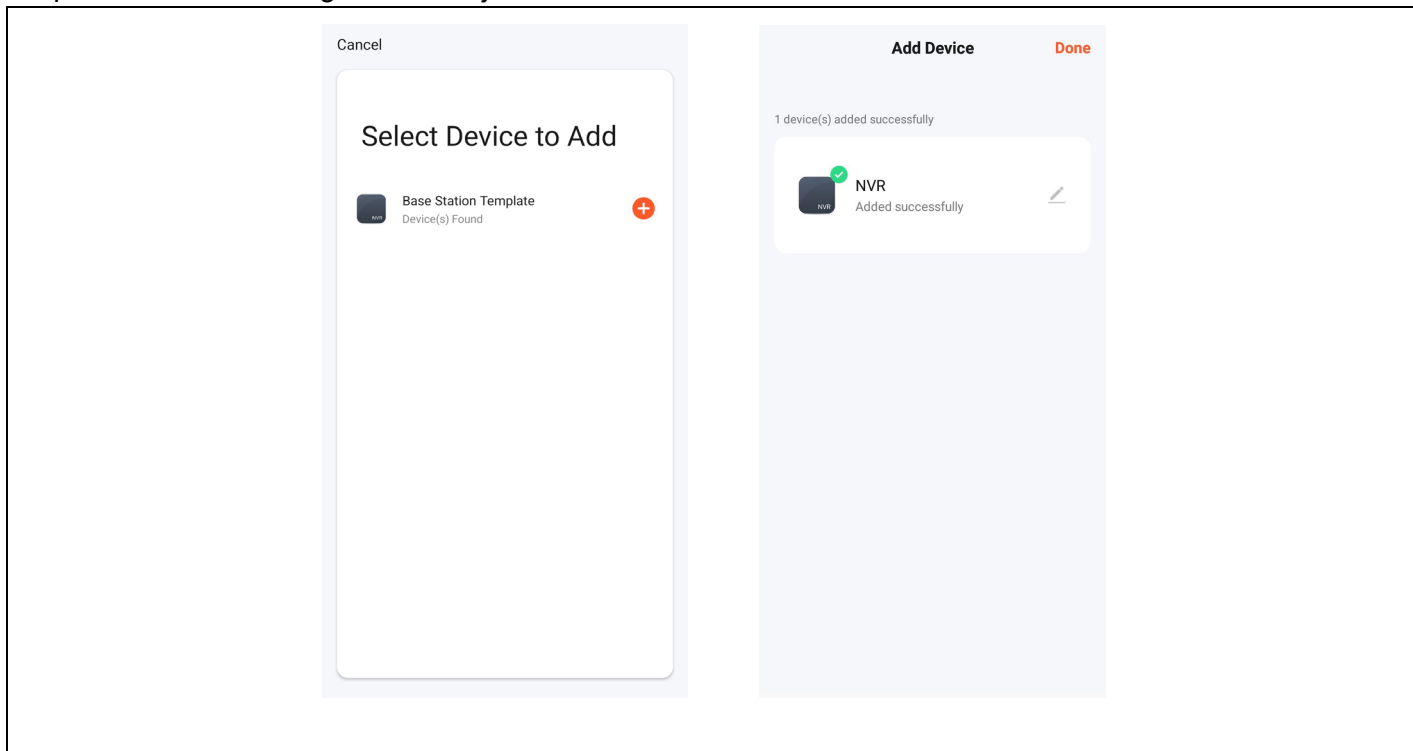 Cancel
Select Device to Add
NVR
Base Station Template
Device(s) Found
Add Device
Done
1 device(s) added successfully
NVR
NVR
Added successfully